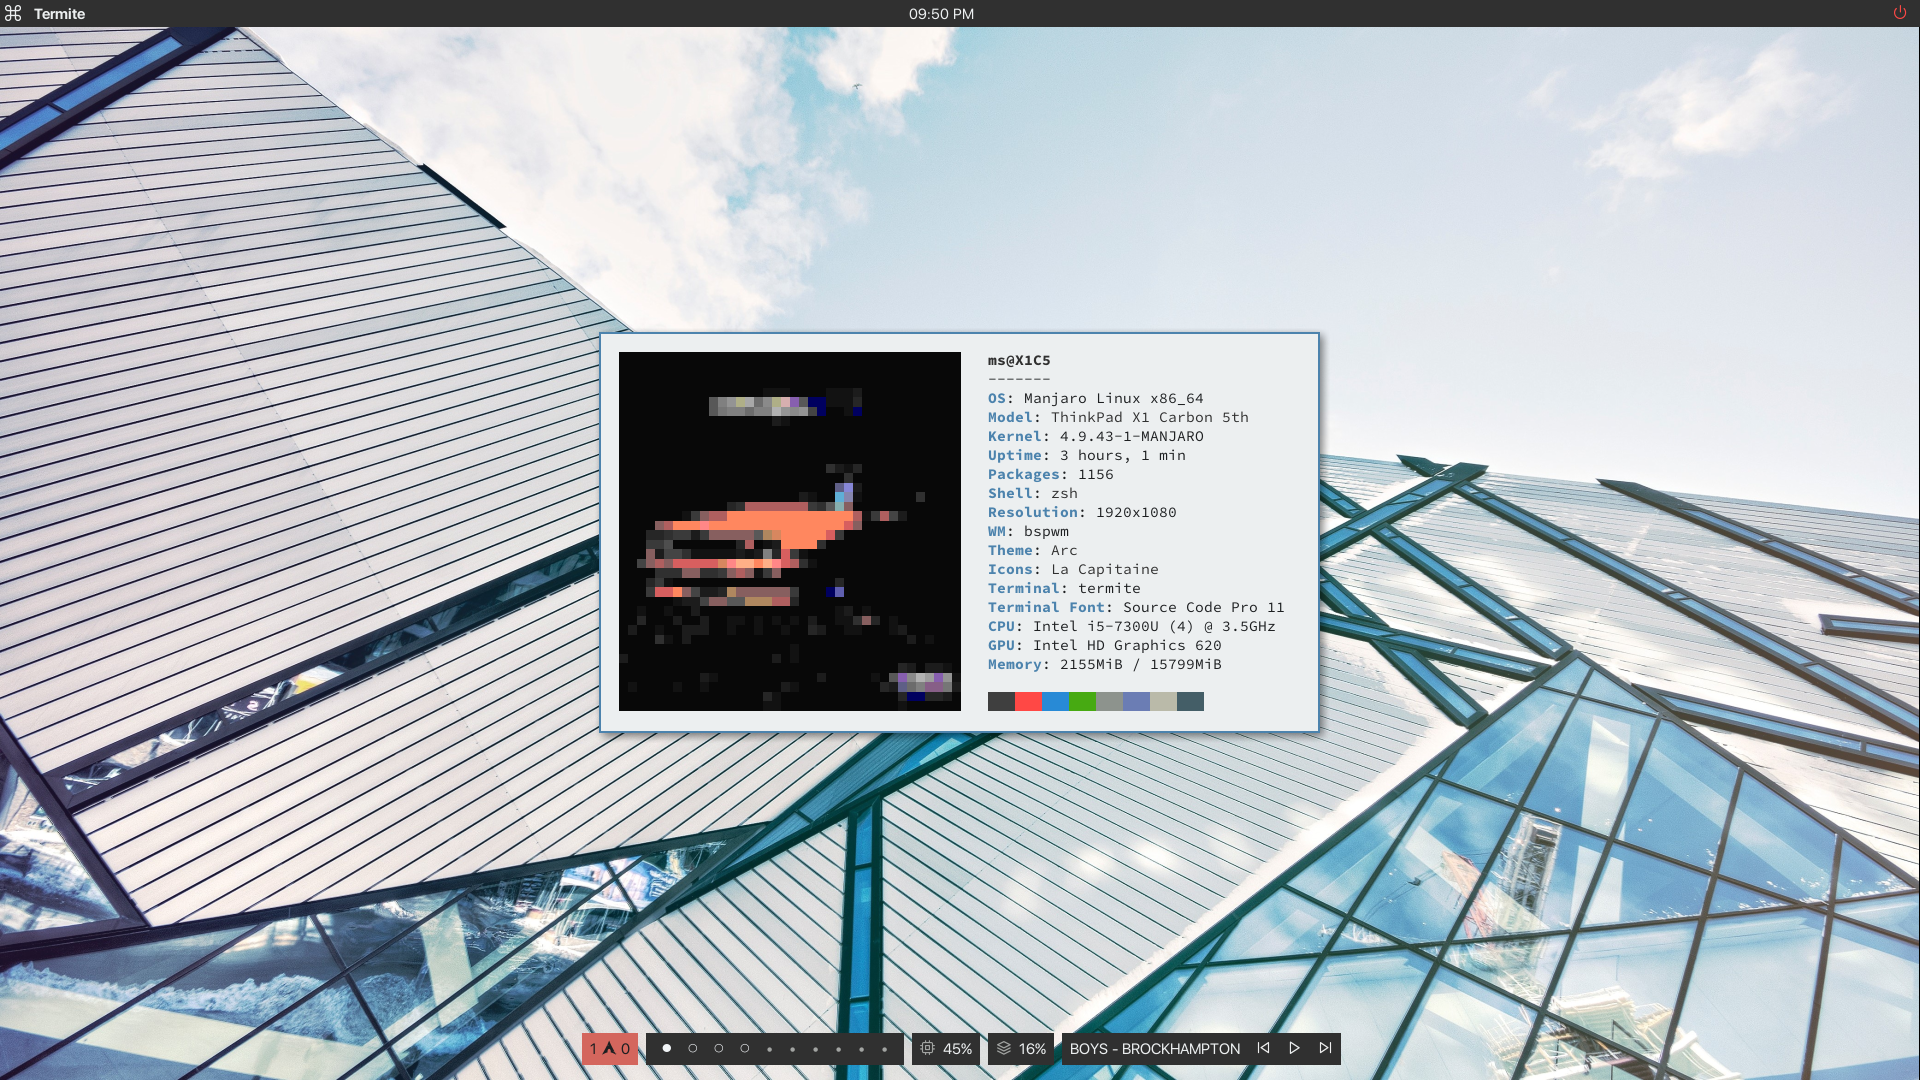 ⌘ Termite
09:50 PM
ms@X1C5
-------
OS: Manjaro Linux x86_64
Model: ThinkPad X1 Carbon 5th
Kernel: 4.9.43-1-MANJARO
Uptime: 3 hours, 1 min
Packages: 1156
Shell: zsh
Resolution: 1920x1080
WM: bspwm
Theme: Arc
Icons: La Capitaine
Terminal: termite
Terminal Font: Source Code Pro 11
CPU: Intel i5-7300U (4) @ 3.5GHz
GPU: Intel HD Graphics 620
Memory: 2155MiB / 15799MiB
1 0
45%
16%
BOYS - BROCKHAMPTON